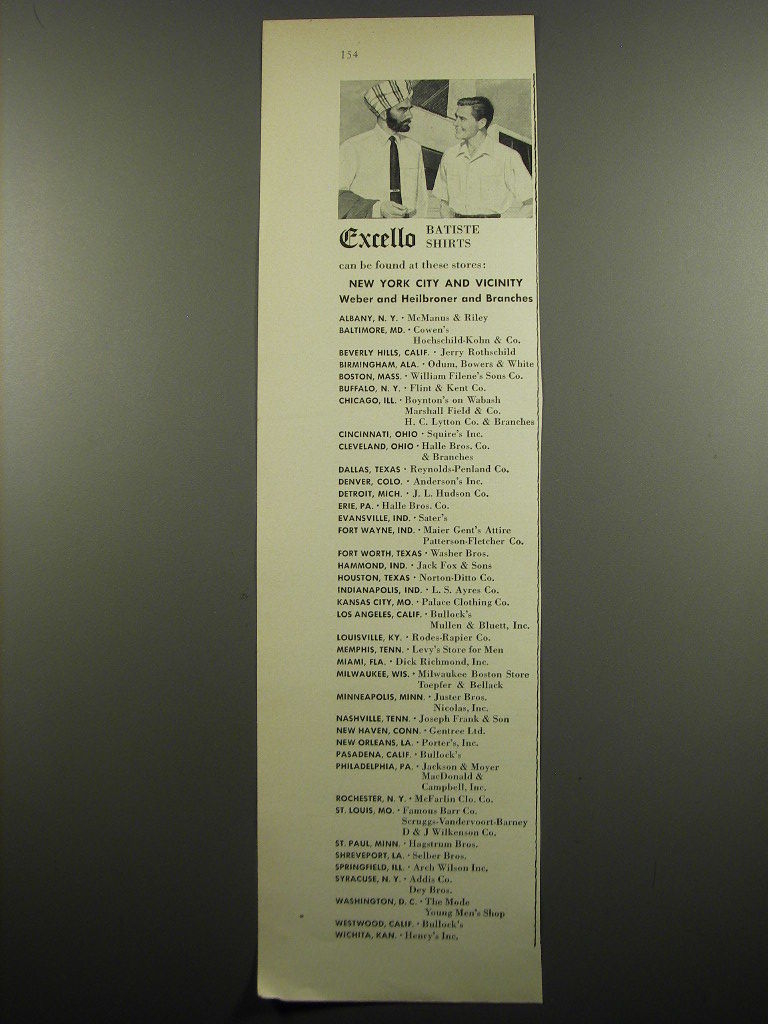 154
Excello BATISTE
SHIRTS
can be found at these stores:
NEW YORK CITY AND VICINITY
Weber and Heilbroner and Branches
ALBANY, N. Y. • McManus & Riley
BALTIMORE, MD. • Cowen's
Hochschild-Kohn & Co.
BEVERLY HILLS, CALIF. • Jerry Rothschild
BIRMINGHAM, ALA. • Odum, Bowers & White
BOSTON, MASS. • William Filene's Sons Co.
BUFFALO, N. Y. • Flint & Kent Co.
CHICAGO, ILL. • Boynton's on Wabash
Marshall Field & Co.
H. C. Lytton Co. & Branches
CINCINNATI, OHIO • Squire's Inc.
CLEVELAND, OHIO • Halle Bros. Co.
& Branches
DALLAS, TEXAS • Reynolds-Penland Co.
DENVER, COLO. • Anderson's Inc.
DETROIT, MICH. • J. L. Hudson Co.
ERIE, PA. • Halle Bros. Co.
EVANSVILLE, IND. • Sater's
FORT WAYNE, IND. • Maier Gent's Attire
Patterson-Fletcher Co.
FORT WORTH, TEXAS • Washer Bros.
HAMMOND, IND. • Jack Fox & Sons
HOUSTON, TEXAS • Norton-Ditto Co.
INDIANAPOLIS, IND. • L. S. Ayres Co.
KANSAS CITY, MO. • Palace Clothing Co.
LOS ANGELES, CALIF. • Bullock's
Mullen & Bluett, Inc.
LOUISVILLE, KY. • Rodes-Rapier Co.
MEMPHIS, TENN. • Levy's Store for Men
MIAMI, FLA. • Dick Richmond, Inc.
MILWAUKEE, WIS. • Milwaukee Boston Store
Toepfer & Bellack
MINNEAPOLIS, MINN. • Juster Bros.
Nicolas, Inc.
NASHVILLE, TENN. • Joseph Frank & Son
NEW HAVEN, CONN. • Gentree Ltd.
NEW ORLEANS, LA. • Porter's, Inc.
PASADENA, CALIF. • Bullock's
PHILADELPHIA, PA. • Jackson & Moyer
MacDonald &
Campbell, Inc.
ROCHESTER, N. Y. • McFarlin Clo. Co.
ST. LOUIS, MO. • Famous Barr Co.
Scruggs-Vandervoort-Barney
D & J Wilkenson Co.
ST. PAUL, MINN. • Hagstrum Bros.
SHREVEPORT, LA. • Selber Bros.
SPRINGFIELD, ILL. • Arch Wilson Inc.
SYRACUSE, N. Y. • Addis Co.
Dey Bros.
WASHINGTON, D. C. • The Mode
Young Men's Shop
WESTWOOD, CALIF. • Bullock's
WICHITA, KAN. • Henry's Inc.